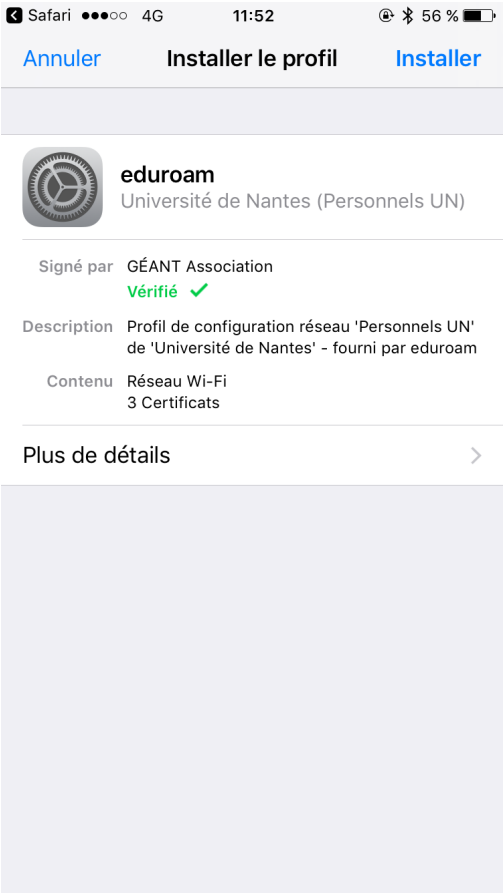 Safari 4G 11:52 56 %
Annuler Installer le profil Installer
eduroam
Université de Nantes (Personnels UN)
Signé par GÉANT Association
Vérifié
Description Profil de configuration réseau 'Personnels UN'
de 'Université de Nantes' - fourni par eduroam
Contenu Réseau Wi-Fi
3 Certificats
Plus de détails